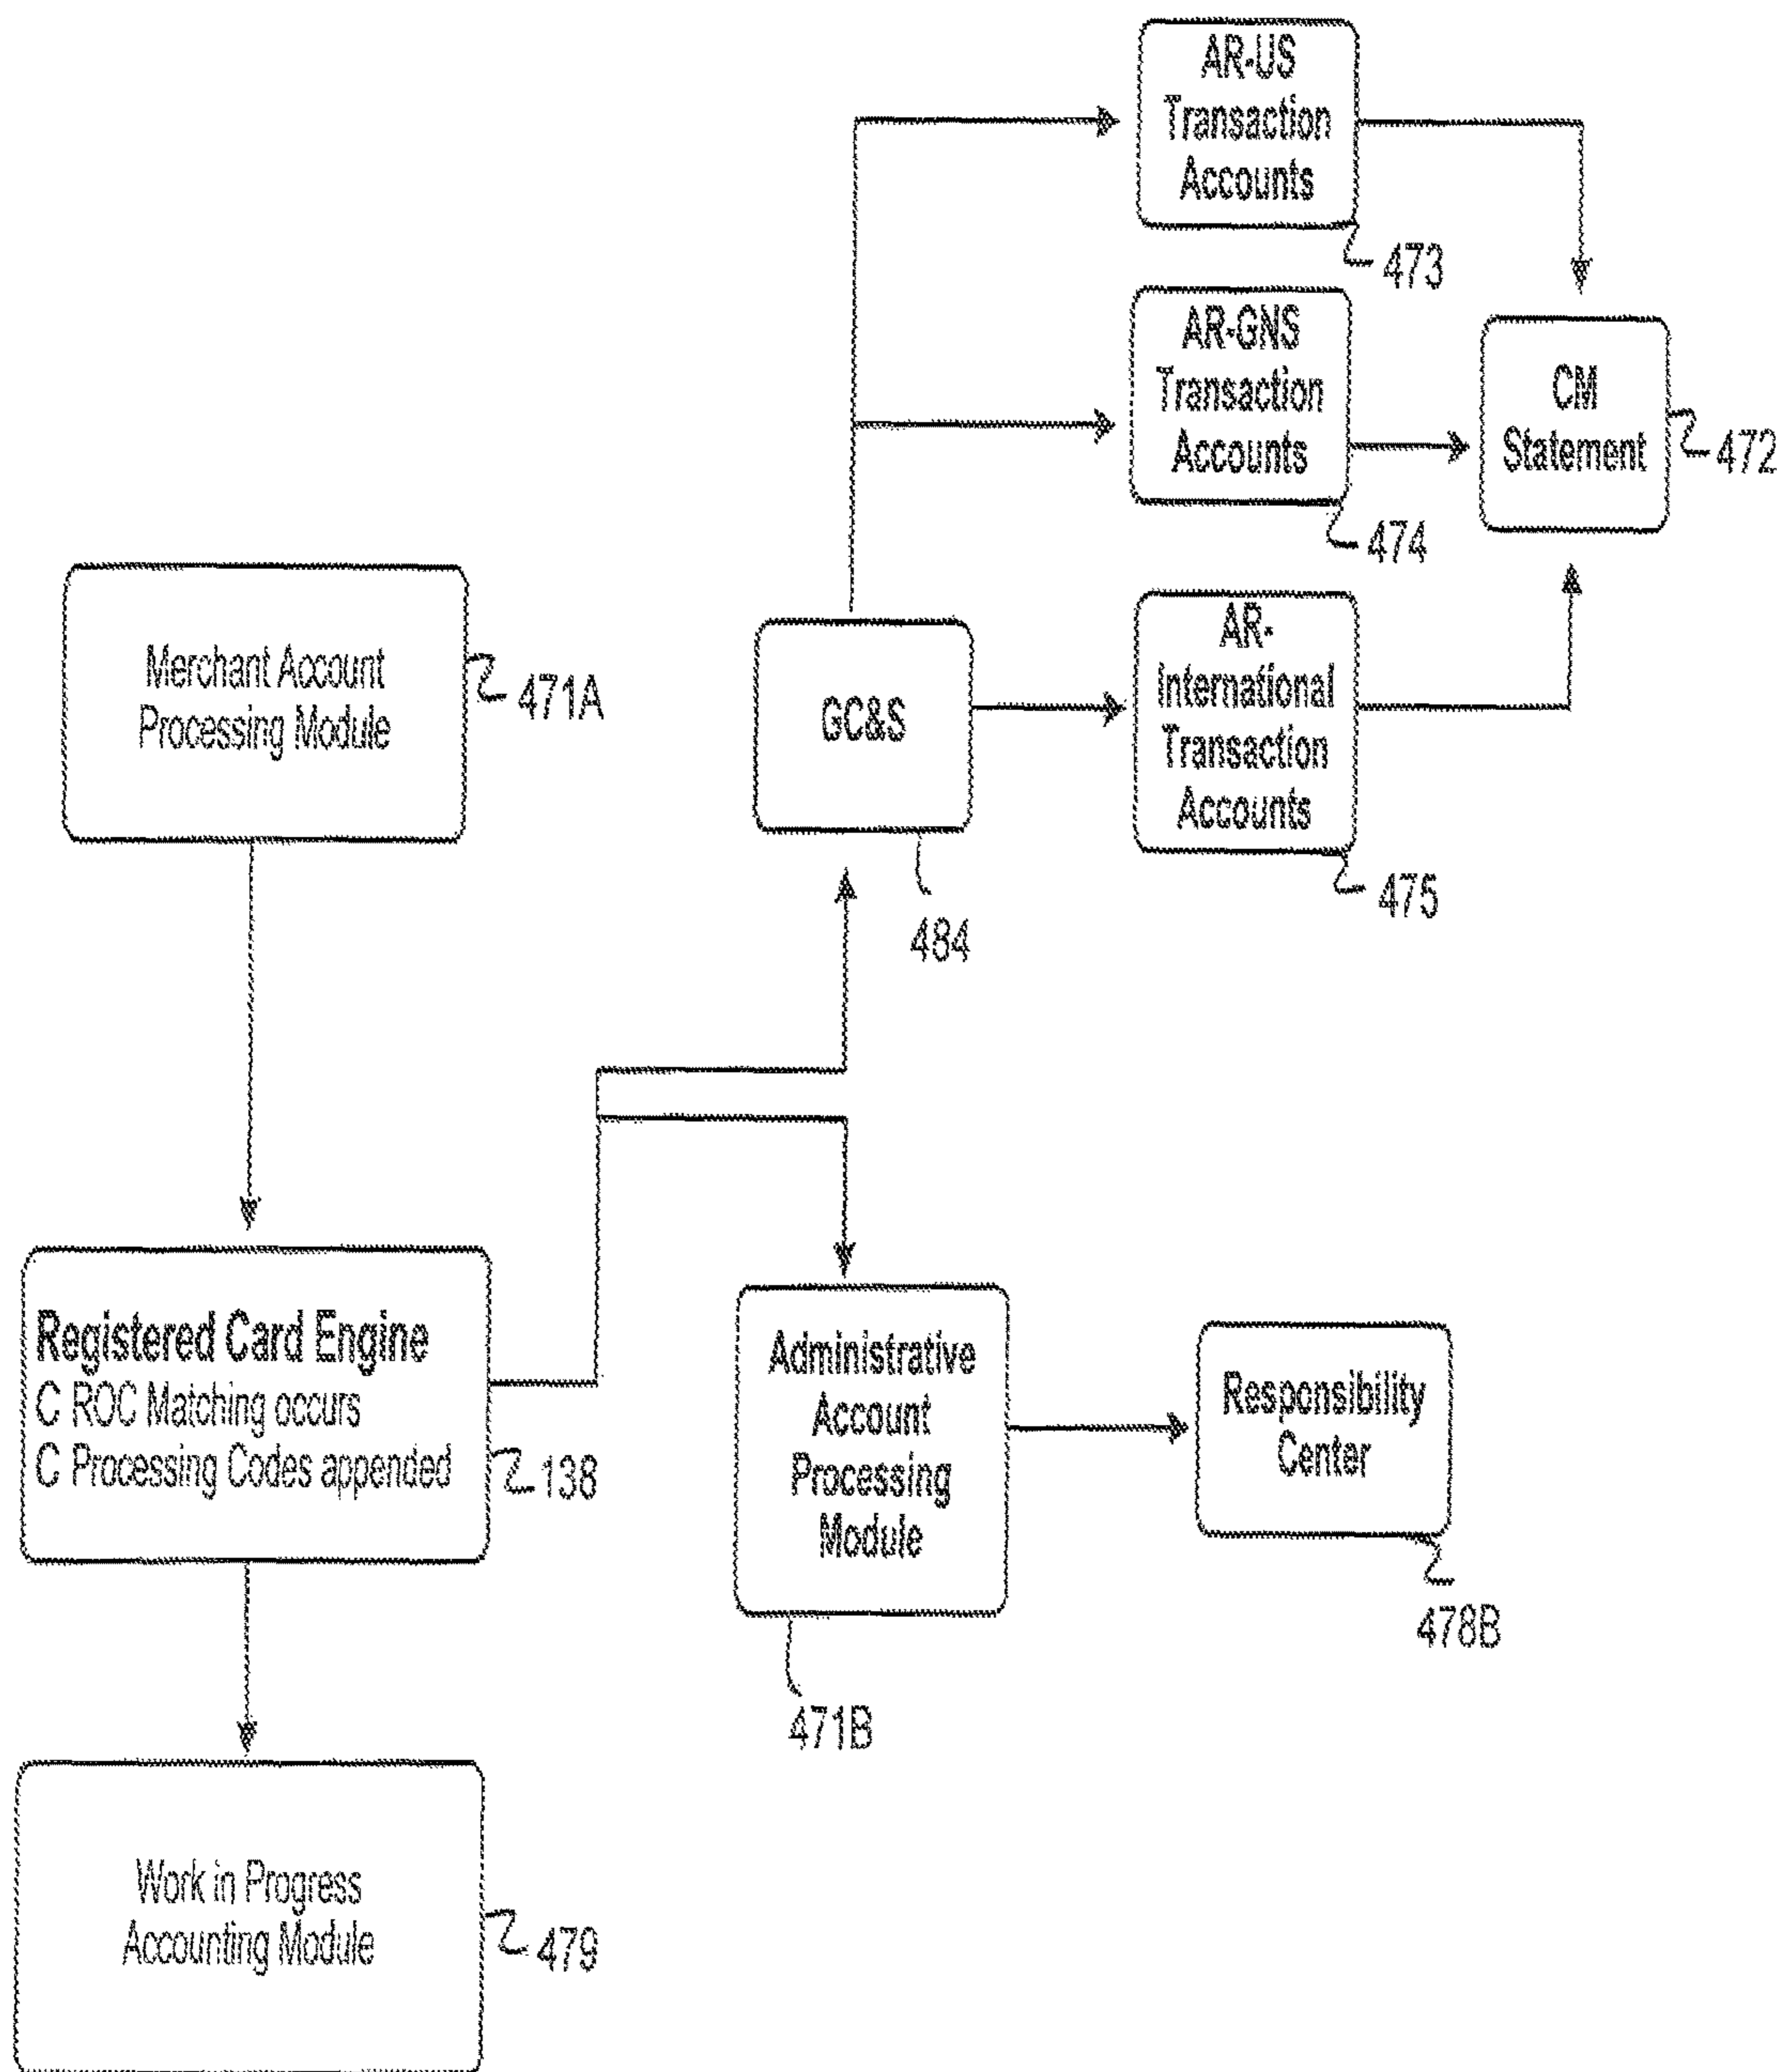 AR-US
Transaction
Accounts
473
AR-GNS
Transaction
Accounts
474
CM
Statement
472
Merchant Account
Processing Module
471A
GC&S
484
AR-
International
Transaction
Accounts
475
Registered Card Engine
C ROC Matching occurs
C Processing Codes appended
138
Administrative
Account
Processing
Module
471B
Responsibility
Center
478B
Work in Progress
Accounting Module
479